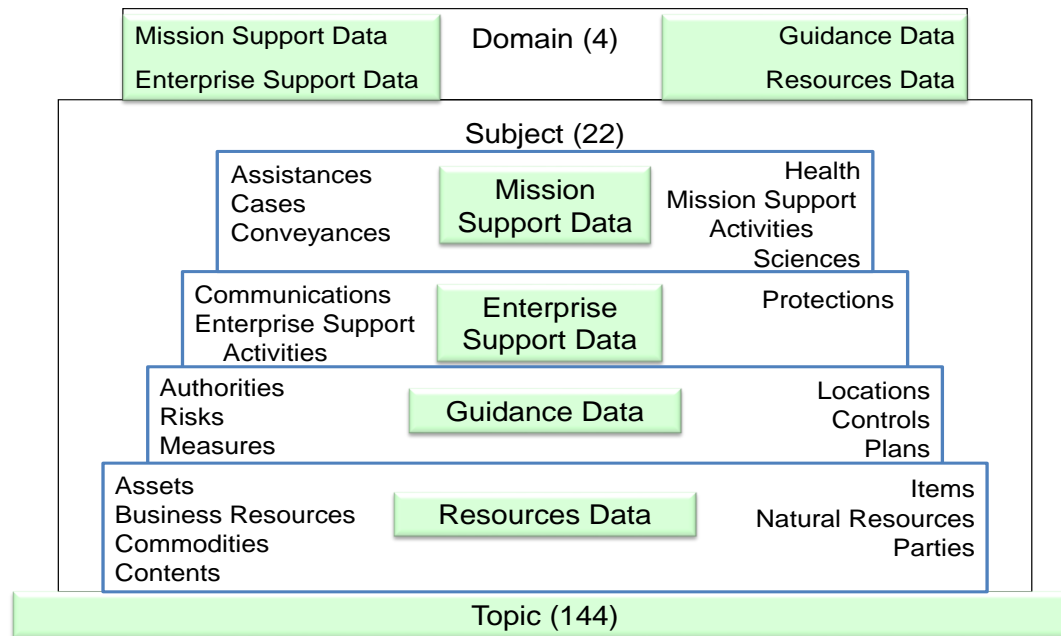 Mission Support Data
Enterprise Support Data
Domain (4)
Guidance Data
Resources Data
Subject (22)
Assistances
Cases
Conveyances
Mission
Support Data
Health
Mission Support
Activities
Sciences
Communications
Enterprise Support
Activities
Enterprise
Support Data
Protections
Authorities
Risks
Measures
Guidance Data
Locations
Controls
Plans
Assets
Business Resources
Commodities
Contents
Resources Data
Items
Natural Resources
Parties
Topic (144)